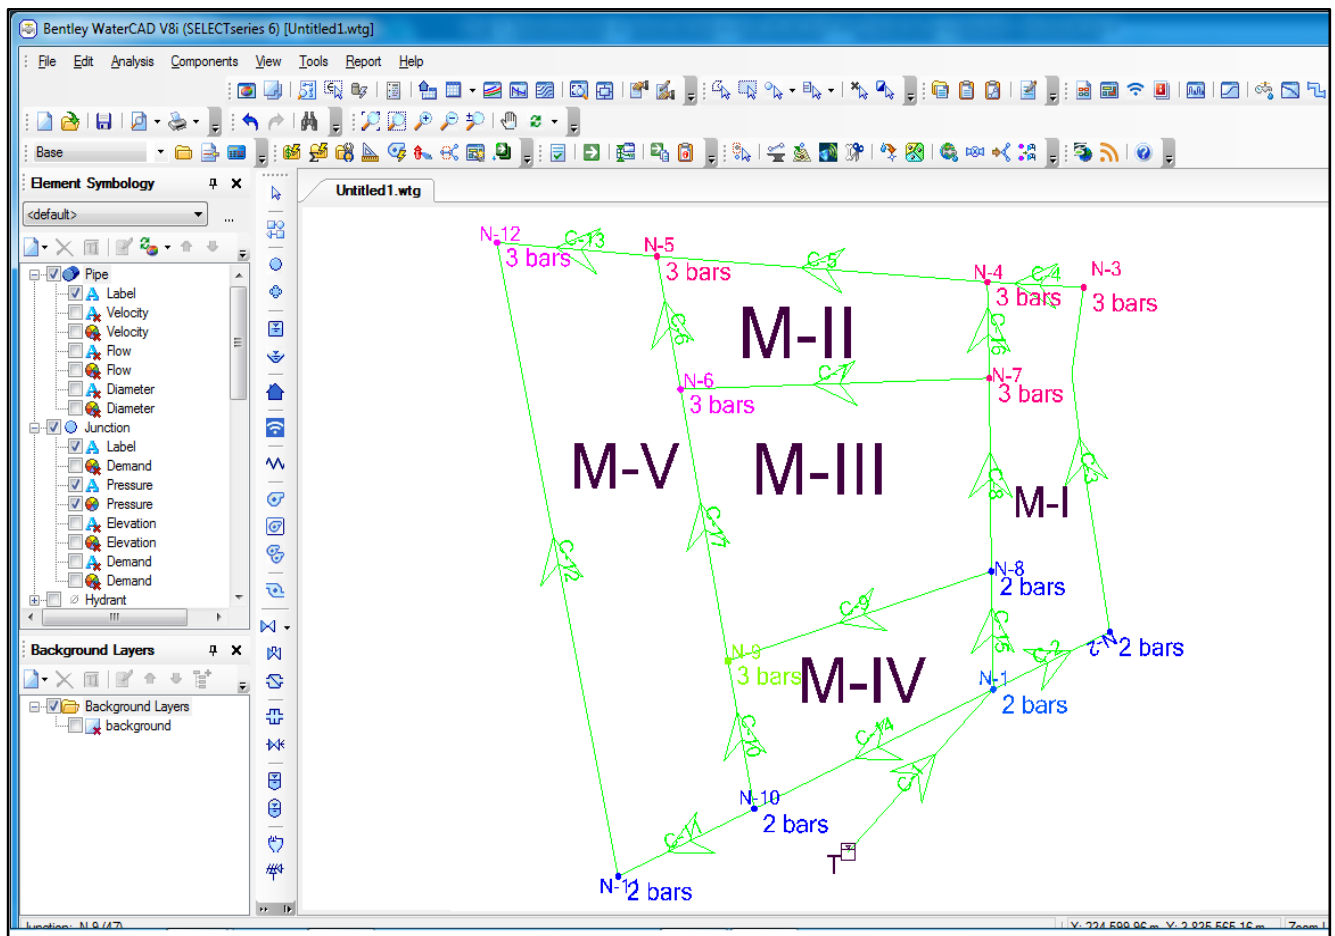 Bentley WaterCAD V8i (SELECTseries 6) [Untitled1.wtg]
File Edit Analysis Components View Tools Report Help
Base
Element Symbology
<default>
...
Pipe
Label
Velocity
Velocity
Flow
Flow
Diameter
Diameter
Junction
Label
Demand
Pressure
Pressure
Elevation
Elevation
Demand
Demand
Hydrant
Background Layers
Background Layers
background
Untitled1.wtg
N-12
3 bars
C-13
N-5
3 bars
C-5
N-4
3 bars
C-4
N-3
3 bars
M-II
C-6
C-16
N-6
3 bars
C-7
N-7
3 bars
M-V
M-III
M-I
C-8
C-3
C-12
N-8
2 bars
C-9
C-15
C-2
N-2
2 bars
N-9
3 bars
M-IV
N-1
2 bars
C-10
C-14
C-1
N-10
2 bars
T
N-11
2 bars
Junction: N-9 (47)